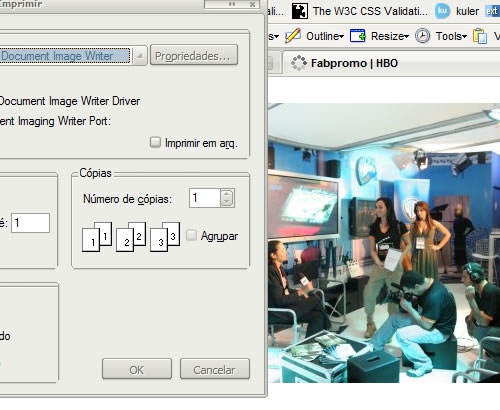 Imprimir
Document Image Writer
Propriedades...
Document Image Writer Driver
ent Imaging Writer Port:
Imprimir em arq.
Cópias
Número de cópias:
1
é: 1
1 1 2 2 3 3
Agrupar
do
OK
Cancelar
The W3C CSS Validati...
ku kuler
ext
s
Outline
Resize
Tools
V
Fabpromo | HBO